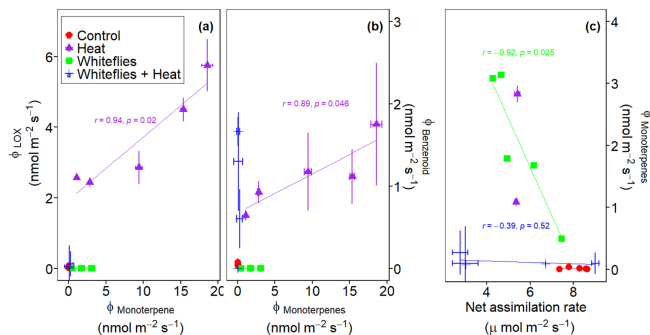 (a)
(b)
(c)
Control
Heat
Whiteflies
Whiteflies + Heat
r = 0.94, p = 0.02
r = 0.89, p = 0.046
r = −0.92, p = 0.025
r = −0.39, p = 0.52
ϕ LOX
(nmol m−2 s−1)
0 2 4 6
0 5 10 15 20
ϕ Monoterpene
(nmol m−2 s−1)
0 5 10 15 20
ϕ Monoterpenes
(nmol m−2 s−1)
0 1 2 3
ϕ Benzenoid
(nmol m−2 s−1)
4 6 8
Net assimilation rate
(μ mol m−2 s−1)
0 1 2 3 4
ϕ Monoterpenes
(nmol m−2 s−1)